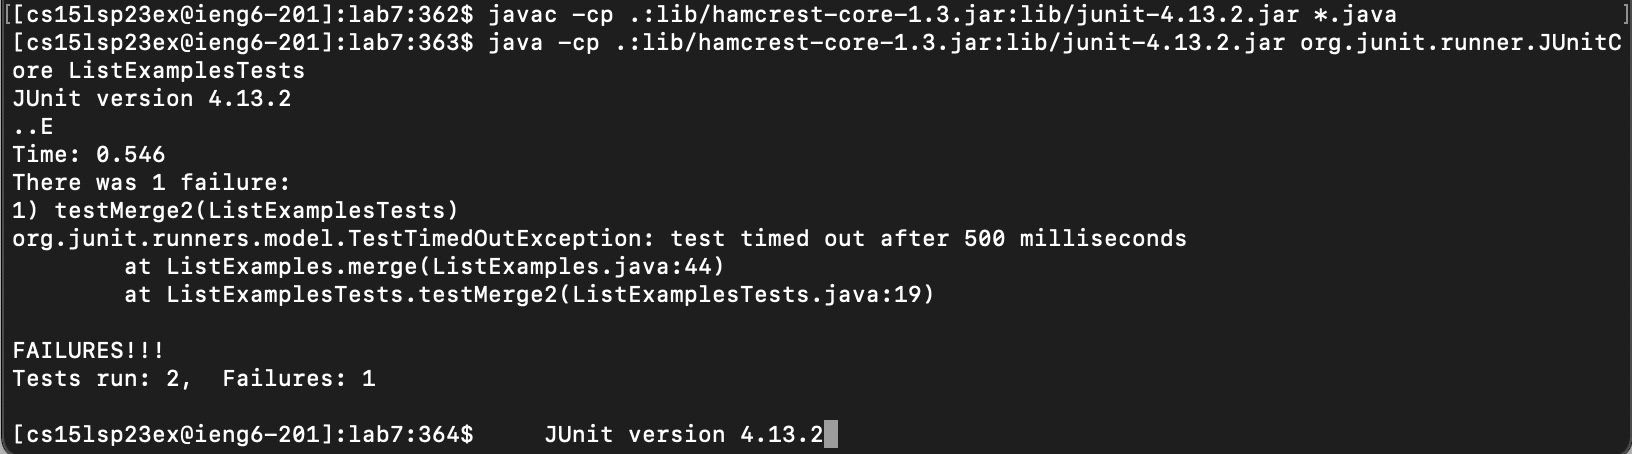 [[cs15lsp23ex@ieng6-201]:lab7:362$ javac -cp .:lib/hamcrest-core-1.3.jar:lib/junit-4.13.2.jar *.java ]
[cs15lsp23ex@ieng6-201]:lab7:363$ java -cp .:lib/hamcrest-core-1.3.jar:lib/junit-4.13.2.jar org.junit.runner.JUnitC
ore ListExamplesTests
JUnit version 4.13.2
..E
Time: 0.546
There was 1 failure:
1) testMerge2(ListExamplesTests)
org.junit.runners.model.TestTimedOutException: test timed out after 500 milliseconds
        at ListExamples.merge(ListExamples.java:44)
        at ListExamplesTests.testMerge2(ListExamplesTests.java:19)
FAILURES!!!
Tests run: 2,  Failures: 1
[cs15lsp23ex@ieng6-201]:lab7:364$     JUnit version 4.13.2